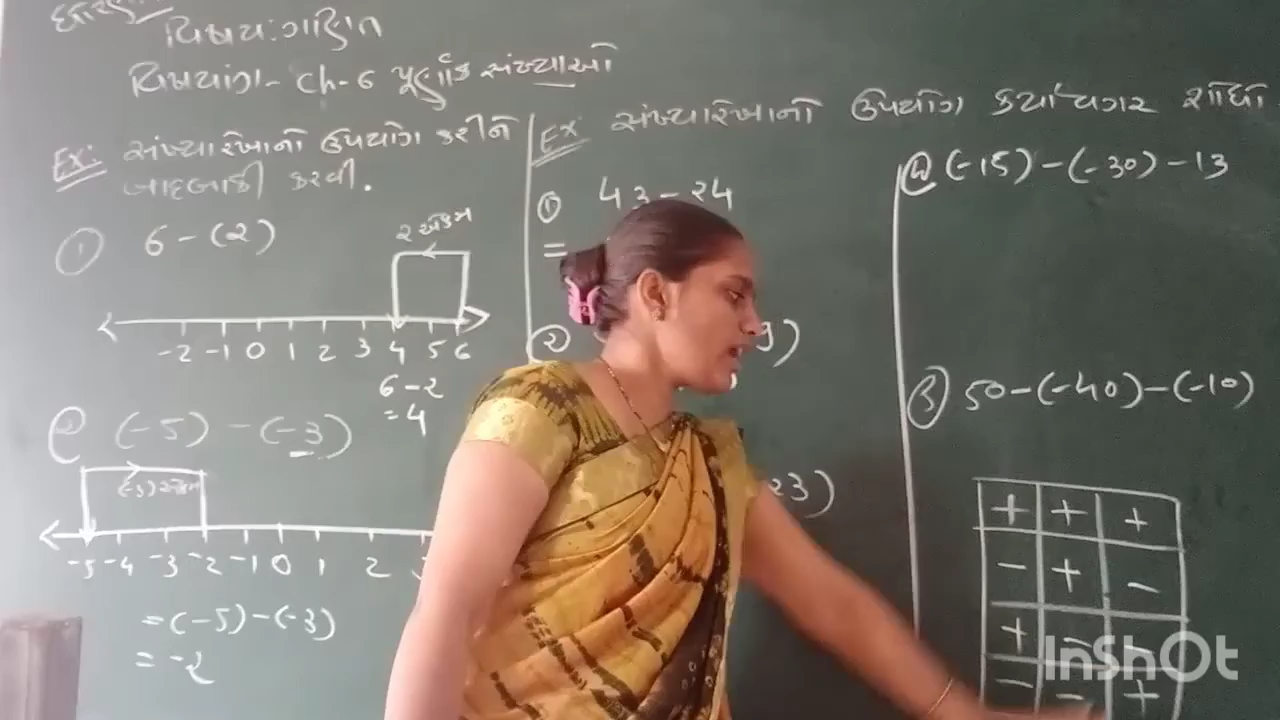 વિષય: ગણિત
વિષયાંગ - Ch-6 પૂર્ણાંક સંખ્યાઓ
Ex: સંખ્યારેખાનો ઉપયોગ કરીને
બાદબાકી કરવી.
① 6 - (2)
2 એકમ
-2 -1 0 1 2 3 4 5 6
6 - 2
= 4
(-5) - (-3)
-5 -4 -3 -2 -1 0 1 2
= (-5) - (-3)
= -2
Ex: સંખ્યારેખાનો ઉપયોગ કર્યા વગર શોધો
① 43 - 24
=
②
23)
(-15) - (-30) - 13
50 - (-40) - (-10)
+ + +
- + -
+ - -
- - +
InShOt